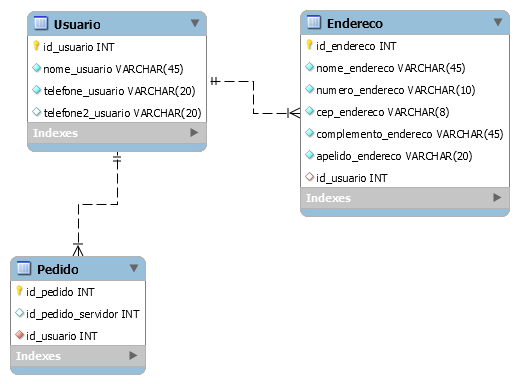 Usuario
id_usuario INT
nome_usuario VARCHAR(45)
telefone_usuario VARCHAR(20)
telefone2_usuario VARCHAR(20)
Indexes
Endereco
id_endereco INT
nome_endereco VARCHAR(45)
numero_endereco VARCHAR(10)
cep_endereco VARCHAR(8)
complemento_endereco VARCHAR(45)
apelido_endereco VARCHAR(20)
id_usuario INT
Indexes
Pedido
id_pedido INT
id_pedido_servidor INT
id_usuario INT
Indexes